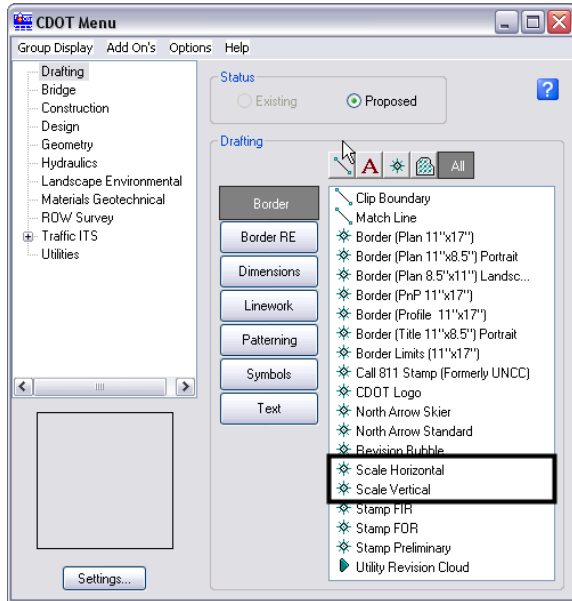 CDOT Menu
Group Display Add On's Options Help
Drafting
Bridge
Construction
Design
Geometry
Hydraulics
Landscape Environmental
Materials Geotechnical
ROW Survey
Traffic ITS
Utilities
Status
Existing Proposed
?
Drafting
A All
Border
Border RE
Dimensions
Linework
Patterning
Symbols
Text
Clip Boundary
Match Line
Border (Plan 11"x17")
Border (Plan 11"x8.5") Portrait
Border (Plan 8.5"x11") Landsc...
Border (PnP 11"x17")
Border (Profile 11"x17")
Border (Title 11"x8.5") Portrait
Border Limits (11"x17")
Call 811 Stamp (Formerly UNCC)
CDOT Logo
North Arrow Skier
North Arrow Standard
Revision Bubble
Scale Horizontal
Scale Vertical
Stamp FIR
Stamp FOR
Stamp Preliminary
Utility Revision Cloud
Settings...